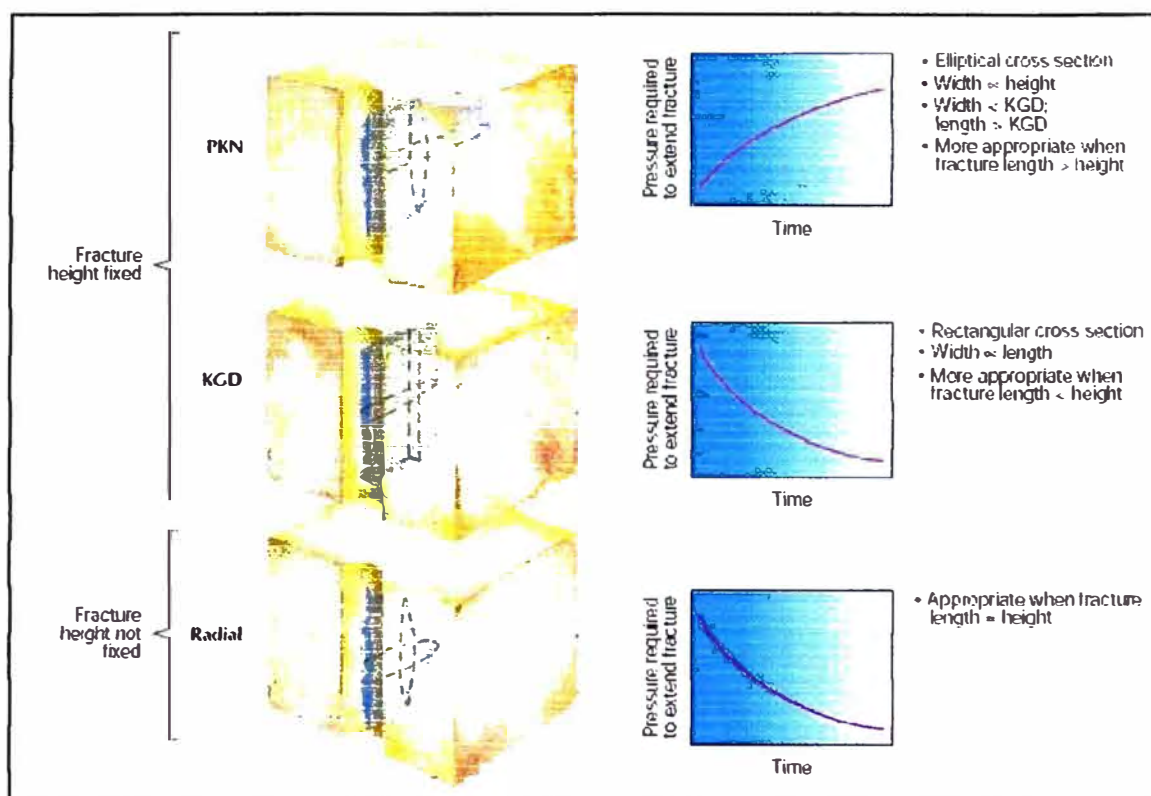 Fracture
height fixed
PKN
Pressure required
to extend fracture
Time
• Elliptical cross section
• Width ∝ height
• Width < KGD;
length > KGD
• More appropriate when
fracture length > height
KGD
Pressure required
to extend fracture
Time
• Rectangular cross section
• Width ∝ length
• More appropriate when
fracture length < height
Fracture
height not
fixed
Radial
Pressure required
to extend fracture
Time
• Appropriate when fracture
length ≈ height